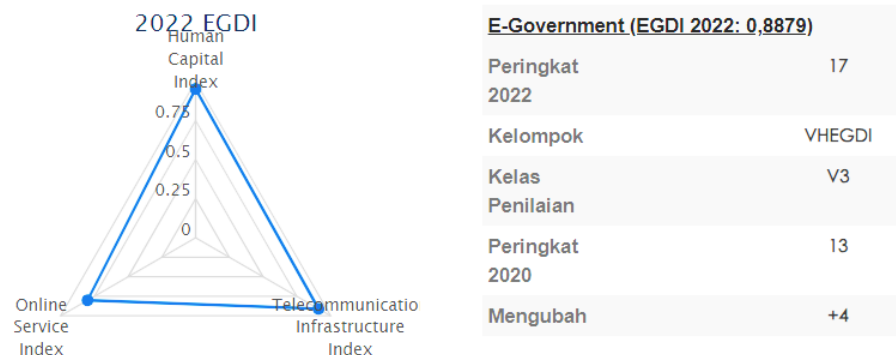 2022 EGDI
Human
Capital
Index
0.75
0.5
0.25
0
Online
Service
Index
Telecommunicatio
Infrastructure
Index
E-Government (EGDI 2022: 0,8879)
Peringkat 17
2022
Kelompok VHEGDI
Kelas V3
Penilaian
Peringkat 13
2020
Mengubah +4